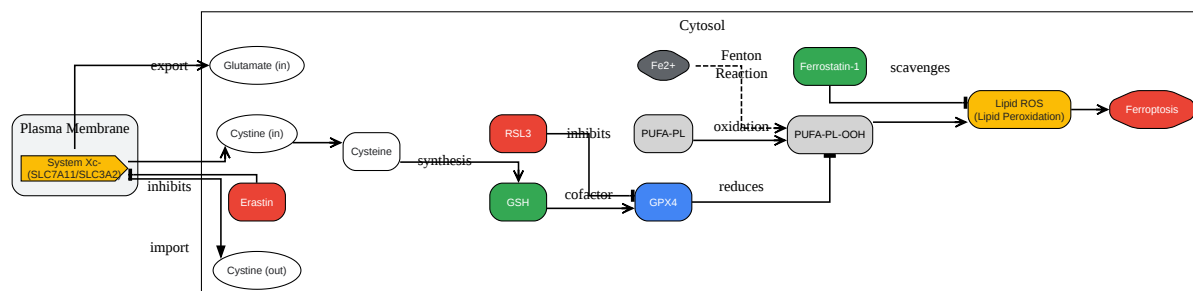 Cytosol
Glutamate (in)
export
Fe2+
Fenton
Reaction
Ferrostatin-1
scavenges
Lipid ROS
(Lipid Peroxidation)
Ferroptosis
Plasma Membrane
Cystine (in)
RSL3
inhibits
PUFA-PL
oxidation
PUFA-PL-OOH
Cysteine
synthesis
System Xc-
(SLC7A11/SLC3A2)
inhibits
Erastin
GSH
cofactor
GPX4
reduces
import
Cystine (out)